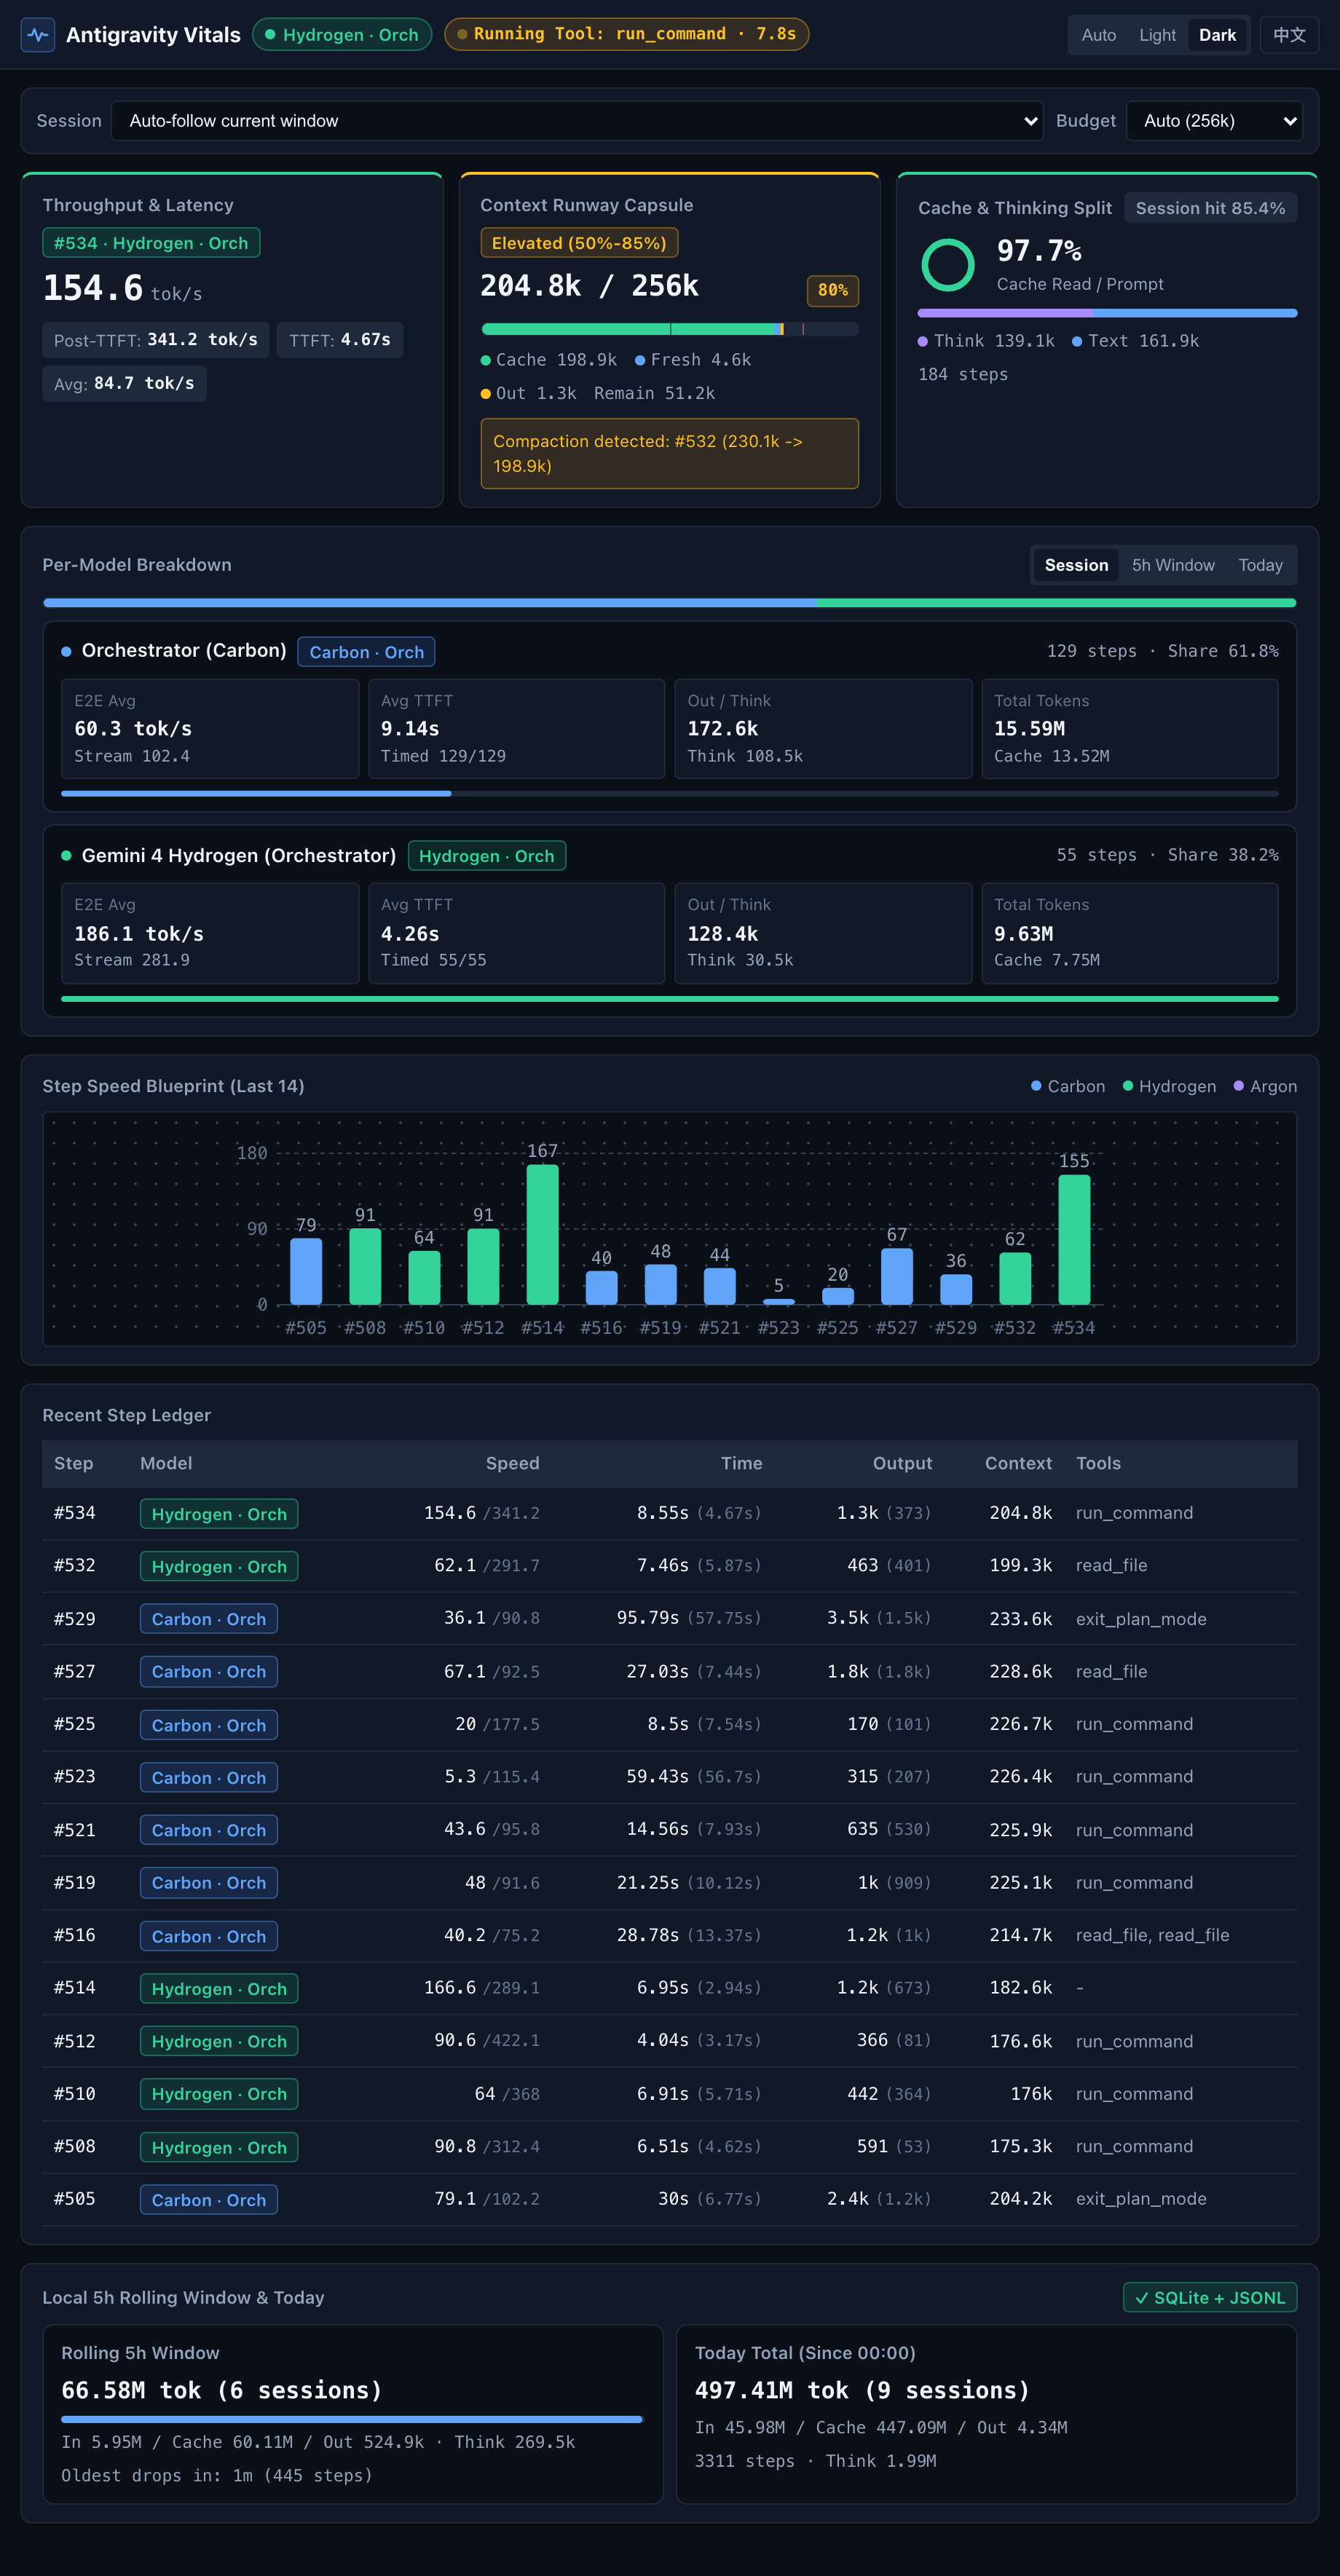 Antigravity Vitals
Hydrogen · Orch
Running Tool: run_command · 7.8s
Auto
Light
Dark
中文
Session
Auto-follow current window
Budget
Auto (256k)
Throughput & Latency
#534 · Hydrogen · Orch
154.6 tok/s
Post-TTFT: 341.2 tok/s
TTFT: 4.67s
Avg: 84.7 tok/s
Context Runway Capsule
Elevated (50%-85%)
204.8k / 256k
80%
Cache 198.9k
Fresh 4.6k
Out 1.3k
Remain 51.2k
Compaction detected: #532 (230.1k ->
198.9k)
Cache & Thinking Split
Session hit 85.4%
97.7%
Cache Read / Prompt
Think 139.1k
Text 161.9k
184 steps
Per-Model Breakdown
Session
5h Window
Today
Orchestrator (Carbon)
Carbon · Orch
129 steps · Share 61.8%
E2E Avg
60.3 tok/s
Stream 102.4
Avg TTFT
9.14s
Timed 129/129
Out / Think
172.6k
Think 108.5k
Total Tokens
15.59M
Cache 13.52M
Gemini 4 Hydrogen (Orchestrator)
Hydrogen · Orch
55 steps · Share 38.2%
E2E Avg
186.1 tok/s
Stream 281.9
Avg TTFT
4.26s
Timed 55/55
Out / Think
128.4k
Think 30.5k
Total Tokens
9.63M
Cache 7.75M
Step Speed Blueprint (Last 14)
Carbon
Hydrogen
Argon
180
90
0
79
91
64
91
167
40
48
44
5
20
67
36
62
155
#505 #508 #510 #512 #514 #516 #519 #521 #523 #525 #527 #529 #532 #534
Recent Step Ledger
Step Model Speed Time Output Context Tools
#534 Hydrogen · Orch 154.6 /341.2 8.55s (4.67s) 1.3k (373) 204.8k run_command
#532 Hydrogen · Orch 62.1 /291.7 7.46s (5.87s) 463 (401) 199.3k read_file
#529 Carbon · Orch 36.1 /90.8 95.79s (57.75s) 3.5k (1.5k) 233.6k exit_plan_mode
#527 Carbon · Orch 67.1 /92.5 27.03s (7.44s) 1.8k (1.8k) 228.6k read_file
#525 Carbon · Orch 20 /177.5 8.5s (7.54s) 170 (101) 226.7k run_command
#523 Carbon · Orch 5.3 /115.4 59.43s (56.7s) 315 (207) 226.4k run_command
#521 Carbon · Orch 43.6 /95.8 14.56s (7.93s) 635 (530) 225.9k run_command
#519 Carbon · Orch 48 /91.6 21.25s (10.12s) 1k (909) 225.1k run_command
#516 Carbon · Orch 40.2 /75.2 28.78s (13.37s) 1.2k (1k) 214.7k read_file, read_file
#514 Hydrogen · Orch 166.6 /289.1 6.95s (2.94s) 1.2k (673) 182.6k -
#512 Hydrogen · Orch 90.6 /422.1 4.04s (3.17s) 366 (81) 176.6k run_command
#510 Hydrogen · Orch 64 /368 6.91s (5.71s) 442 (364) 176k run_command
#508 Hydrogen · Orch 90.8 /312.4 6.51s (4.62s) 591 (53) 175.3k run_command
#505 Carbon · Orch 79.1 /102.2 30s (6.77s) 2.4k (1.2k) 204.2k exit_plan_mode
Local 5h Rolling Window & Today
✓ SQLite + JSONL
Rolling 5h Window
66.58M tok (6 sessions)
In 5.95M / Cache 60.11M / Out 524.9k · Think 269.5k
Oldest drops in: 1m (445 steps)
Today Total (Since 00:00)
497.41M tok (9 sessions)
In 45.98M / Cache 447.09M / Out 4.34M
3311 steps · Think 1.99M